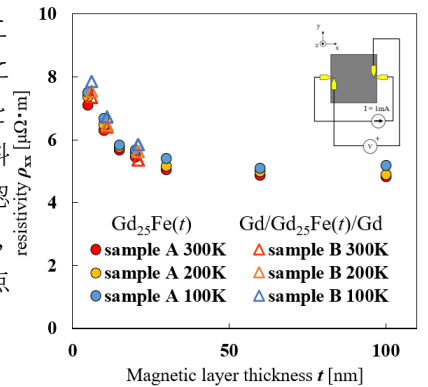 10
8
6
4
2
0
0
50
100
resistivity ρxx [μΩ·m]
Magnetic layer thickness t [nm]
y
z
x
I = 1mA
+
V
Gd25Fe(t)
Gd/Gd25Fe(t)/Gd
sample A 300K
sample B 300K
sample A 200K
sample B 200K
sample A 100K
sample B 100K